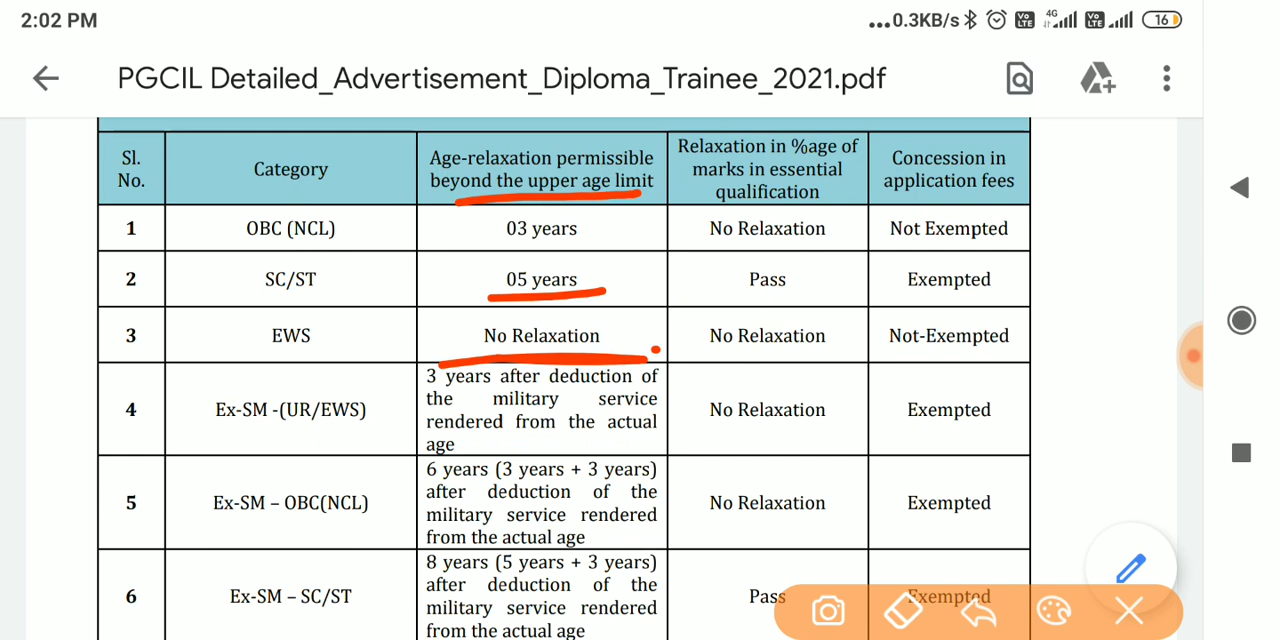 2:02 PM
...0.3KB/s
Vo LTE
4G
Vo LTE
16
PGCIL Detailed_Advertisement_Diploma_Trainee_2021.pdf
Sl. No.
Category
Age-relaxation permissible
beyond the upper age limit
Relaxation in %age of
marks in essential
qualification
Concession in
application fees
1
OBC (NCL)
03 years
No Relaxation
Not Exempted
2
SC/ST
05 years
Pass
Exempted
3
EWS
No Relaxation
No Relaxation
Not-Exempted
4
Ex-SM -(UR/EWS)
3 years after deduction of
the military service
rendered from the actual
age
No Relaxation
Exempted
5
Ex-SM – OBC(NCL)
6 years (3 years + 3 years)
after deduction of the
military service rendered
from the actual age
No Relaxation
Exempted
6
Ex-SM – SC/ST
8 years (5 years + 3 years)
after deduction of the
military service rendered
from the actual age
Pass
Exempted